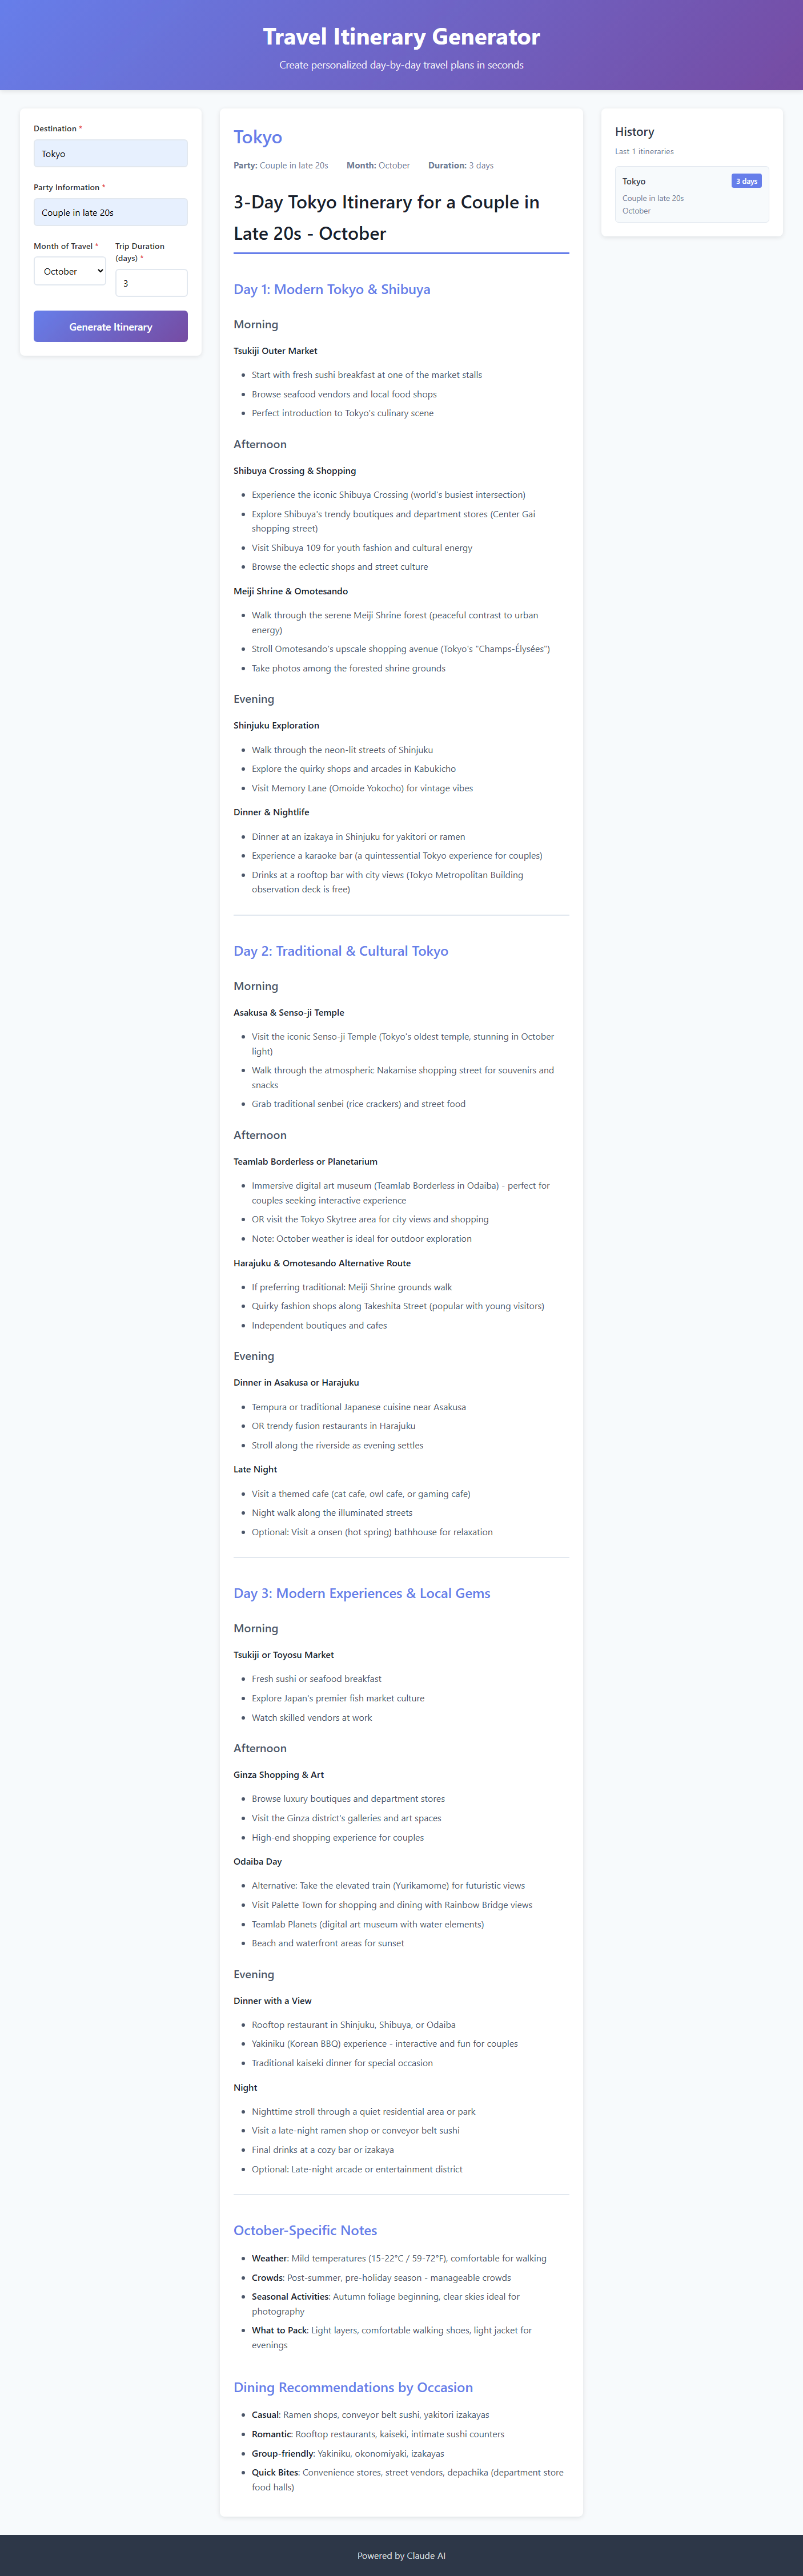 Travel Itinerary Generator
Create personalized day-by-day travel plans in seconds
Destination *
Tokyo
Party Information *
Couple in late 20s
Month of Travel *
October
Trip Duration
(days) *
3
Generate Itinerary
Tokyo
Party: Couple in late 20s Month: October Duration: 3 days
3-Day Tokyo Itinerary for a Couple in
Late 20s - October
Day 1: Modern Tokyo & Shibuya
Morning
Tsukiji Outer Market
• Start with fresh sushi breakfast at one of the market stalls
• Browse seafood vendors and local food shops
• Perfect introduction to Tokyo's culinary scene
Afternoon
Shibuya Crossing & Shopping
• Experience the iconic Shibuya Crossing (world's busiest intersection)
• Explore Shibuya's trendy boutiques and department stores (Center Gai
shopping street)
• Visit Shibuya 109 for youth fashion and cultural energy
• Browse the eclectic shops and street culture
Meiji Shrine & Omotesando
• Walk through the serene Meiji Shrine forest (peaceful contrast to urban
energy)
• Stroll Omotesando's upscale shopping avenue (Tokyo's "Champs-Élysées")
• Take photos among the forested shrine grounds
Evening
Shinjuku Exploration
• Walk through the neon-lit streets of Shinjuku
• Explore the quirky shops and arcades in Kabukicho
• Visit Memory Lane (Omoide Yokocho) for vintage vibes
Dinner & Nightlife
• Dinner at an izakaya in Shinjuku for yakitori or ramen
• Experience a karaoke bar (a quintessential Tokyo experience for couples)
• Drinks at a rooftop bar with city views (Tokyo Metropolitan Building
observation deck is free)
Day 2: Traditional & Cultural Tokyo
Morning
Asakusa & Senso-ji Temple
• Visit the iconic Senso-ji Temple (Tokyo's oldest temple, stunning in October
light)
• Walk through the atmospheric Nakamise shopping street for souvenirs and
snacks
• Grab traditional senbei (rice crackers) and street food
Afternoon
Teamlab Borderless or Planetarium
• Immersive digital art museum (Teamlab Borderless in Odaiba) - perfect for
couples seeking interactive experience
• OR visit the Tokyo Skytree area for city views and shopping
• Note: October weather is ideal for outdoor exploration
Harajuku & Omotesando Alternative Route
• If preferring traditional: Meiji Shrine grounds walk
• Quirky fashion shops along Takeshita Street (popular with young visitors)
• Independent boutiques and cafes
Evening
Dinner in Asakusa or Harajuku
• Tempura or traditional Japanese cuisine near Asakusa
• OR trendy fusion restaurants in Harajuku
• Stroll along the riverside as evening settles
Late Night
• Visit a themed cafe (cat cafe, owl cafe, or gaming cafe)
• Night walk along the illuminated streets
• Optional: Visit a onsen (hot spring) bathhouse for relaxation
Day 3: Modern Experiences & Local Gems
Morning
Tsukiji or Toyosu Market
• Fresh sushi or seafood breakfast
• Explore Japan's premier fish market culture
• Watch skilled vendors at work
Afternoon
Ginza Shopping & Art
• Browse luxury boutiques and department stores
• Visit the Ginza district's galleries and art spaces
• High-end shopping experience for couples
Odaiba Day
• Alternative: Take the elevated train (Yurikamome) for futuristic views
• Visit Palette Town for shopping and dining with Rainbow Bridge views
• Teamlab Planets (digital art museum with water elements)
• Beach and waterfront areas for sunset
Evening
Dinner with a View
• Rooftop restaurant in Shinjuku, Shibuya, or Odaiba
• Yakiniku (Korean BBQ) experience - interactive and fun for couples
• Traditional kaiseki dinner for special occasion
Night
• Nighttime stroll through a quiet residential area or park
• Visit a late-night ramen shop or conveyor belt sushi
• Final drinks at a cozy bar or izakaya
• Optional: Late-night arcade or entertainment district
October-Specific Notes
• Weather: Mild temperatures (15-22°C / 59-72°F), comfortable for walking
• Crowds: Post-summer, pre-holiday season - manageable crowds
• Seasonal Activities: Autumn foliage beginning, clear skies ideal for
photography
• What to Pack: Light layers, comfortable walking shoes, light jacket for
evenings
Dining Recommendations by Occasion
• Casual: Ramen shops, conveyor belt sushi, yakitori izakayas
• Romantic: Rooftop restaurants, kaiseki, intimate sushi counters
• Group-friendly: Yakiniku, okonomiyaki, izakayas
• Quick Bites: Convenience stores, street vendors, depachika (department store
food halls)
History
Last 1 itineraries
Tokyo 3 days
Couple in late 20s
October
Powered by Claude AI